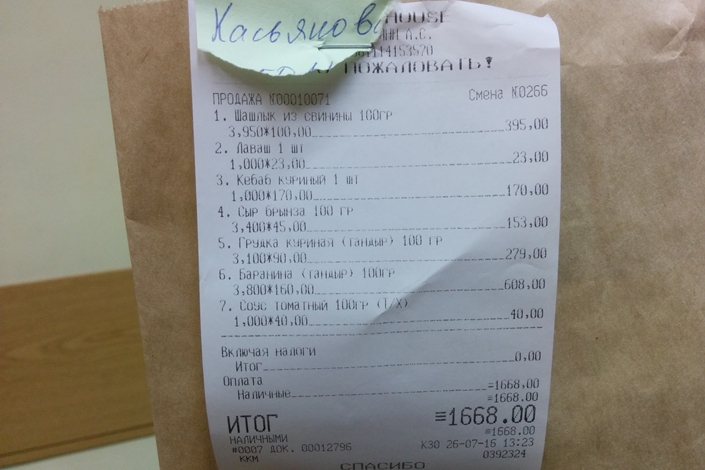 Касьянов
HOUSE
А.С.
114153570
ПОЖАЛОВАТЬ!
ПРОДАЖА №00010071 Смена №0266
1. Шашлык из свинины 100гр
3,950*100,00 395,00
2. Лаваш 1 шт
1,000*23,00 23,00
3. Кебаб куриный 1 шт
1,000*170,00 170,00
4. Сыр брынза 100 гр
3,400*45,00 153,00
5. Грудка куриная (тандыр) 100 гр
3,100*90,00 279,00
6. Баранина (тандыр) 100гр
3,800*160,00 608,00
7. Соус томатный 100гр (Т/Х)
1,000*40,00 40,00
Включая налоги
Итог 0,00
Оплата =1668,00
Наличные =1668.00
ИТОГ ≡1668.00
НАЛИЧНЫМИ =1668.00
#0007 ДОК. 00012796 К30 26-07-16 13:23
ККМ 0392324
СПАСИБО